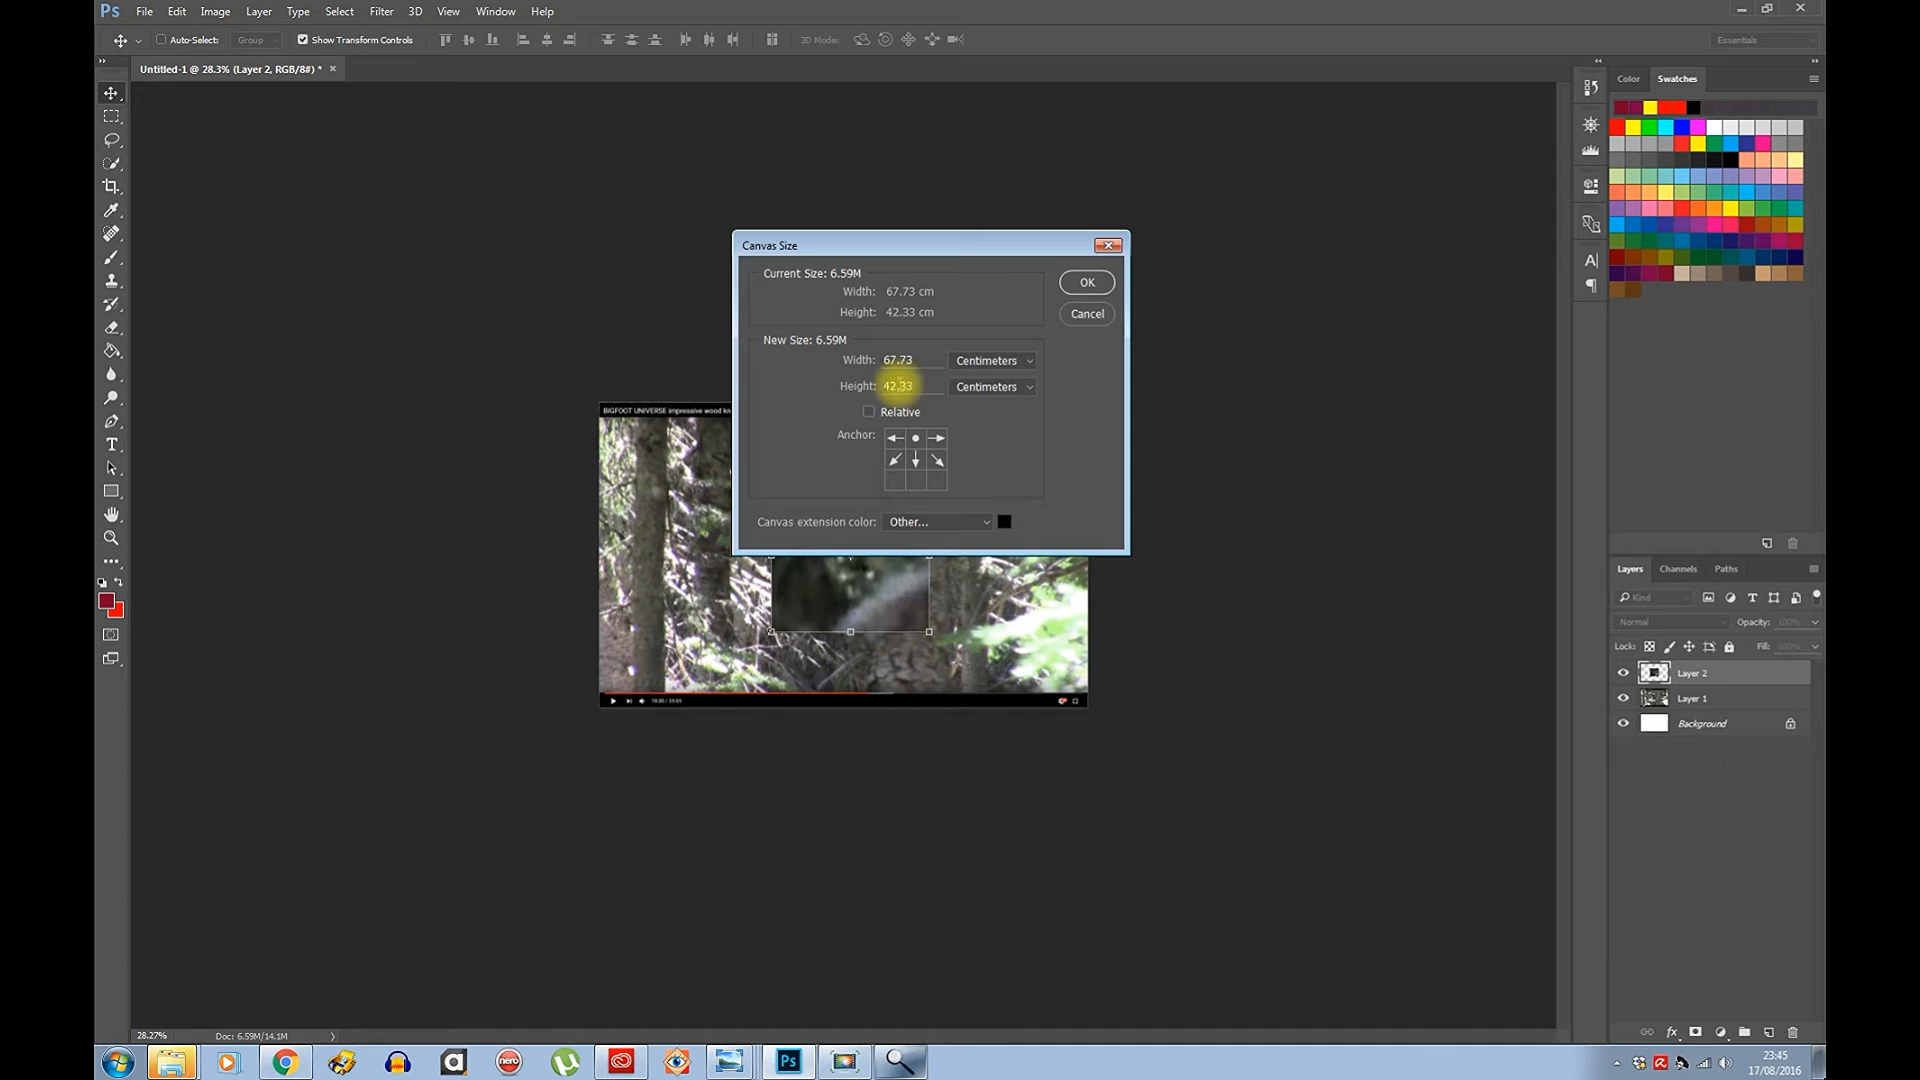 Ps File Edit Image Layer Type Select Filter 3D View Window Help
Auto-Select: Group Show Transform Controls 3D Mode: Essentials
Untitled-1 @ 28.3% (Layer 2, RGB/8#) * ×
Color Swatches
Canvas Size
Current Size: 6.59M
Width: 67.73 cm
Height: 42.33 cm
OK
Cancel
New Size: 6.59M
Width: 67.73 Centimeters
Height: 42.33 Centimeters
Relative
Anchor:
Canvas extension color: Other...
BIGFOOT UNIVERSE impressive wood kn
Layers Channels Paths
Kind
Normal Opacity: 100%
Lock: Fill: 100%
Layer 2
Layer 1
Background
28.27% Doc: 6.59M/14.1M
nero
Ps
23:45
17/08/2016